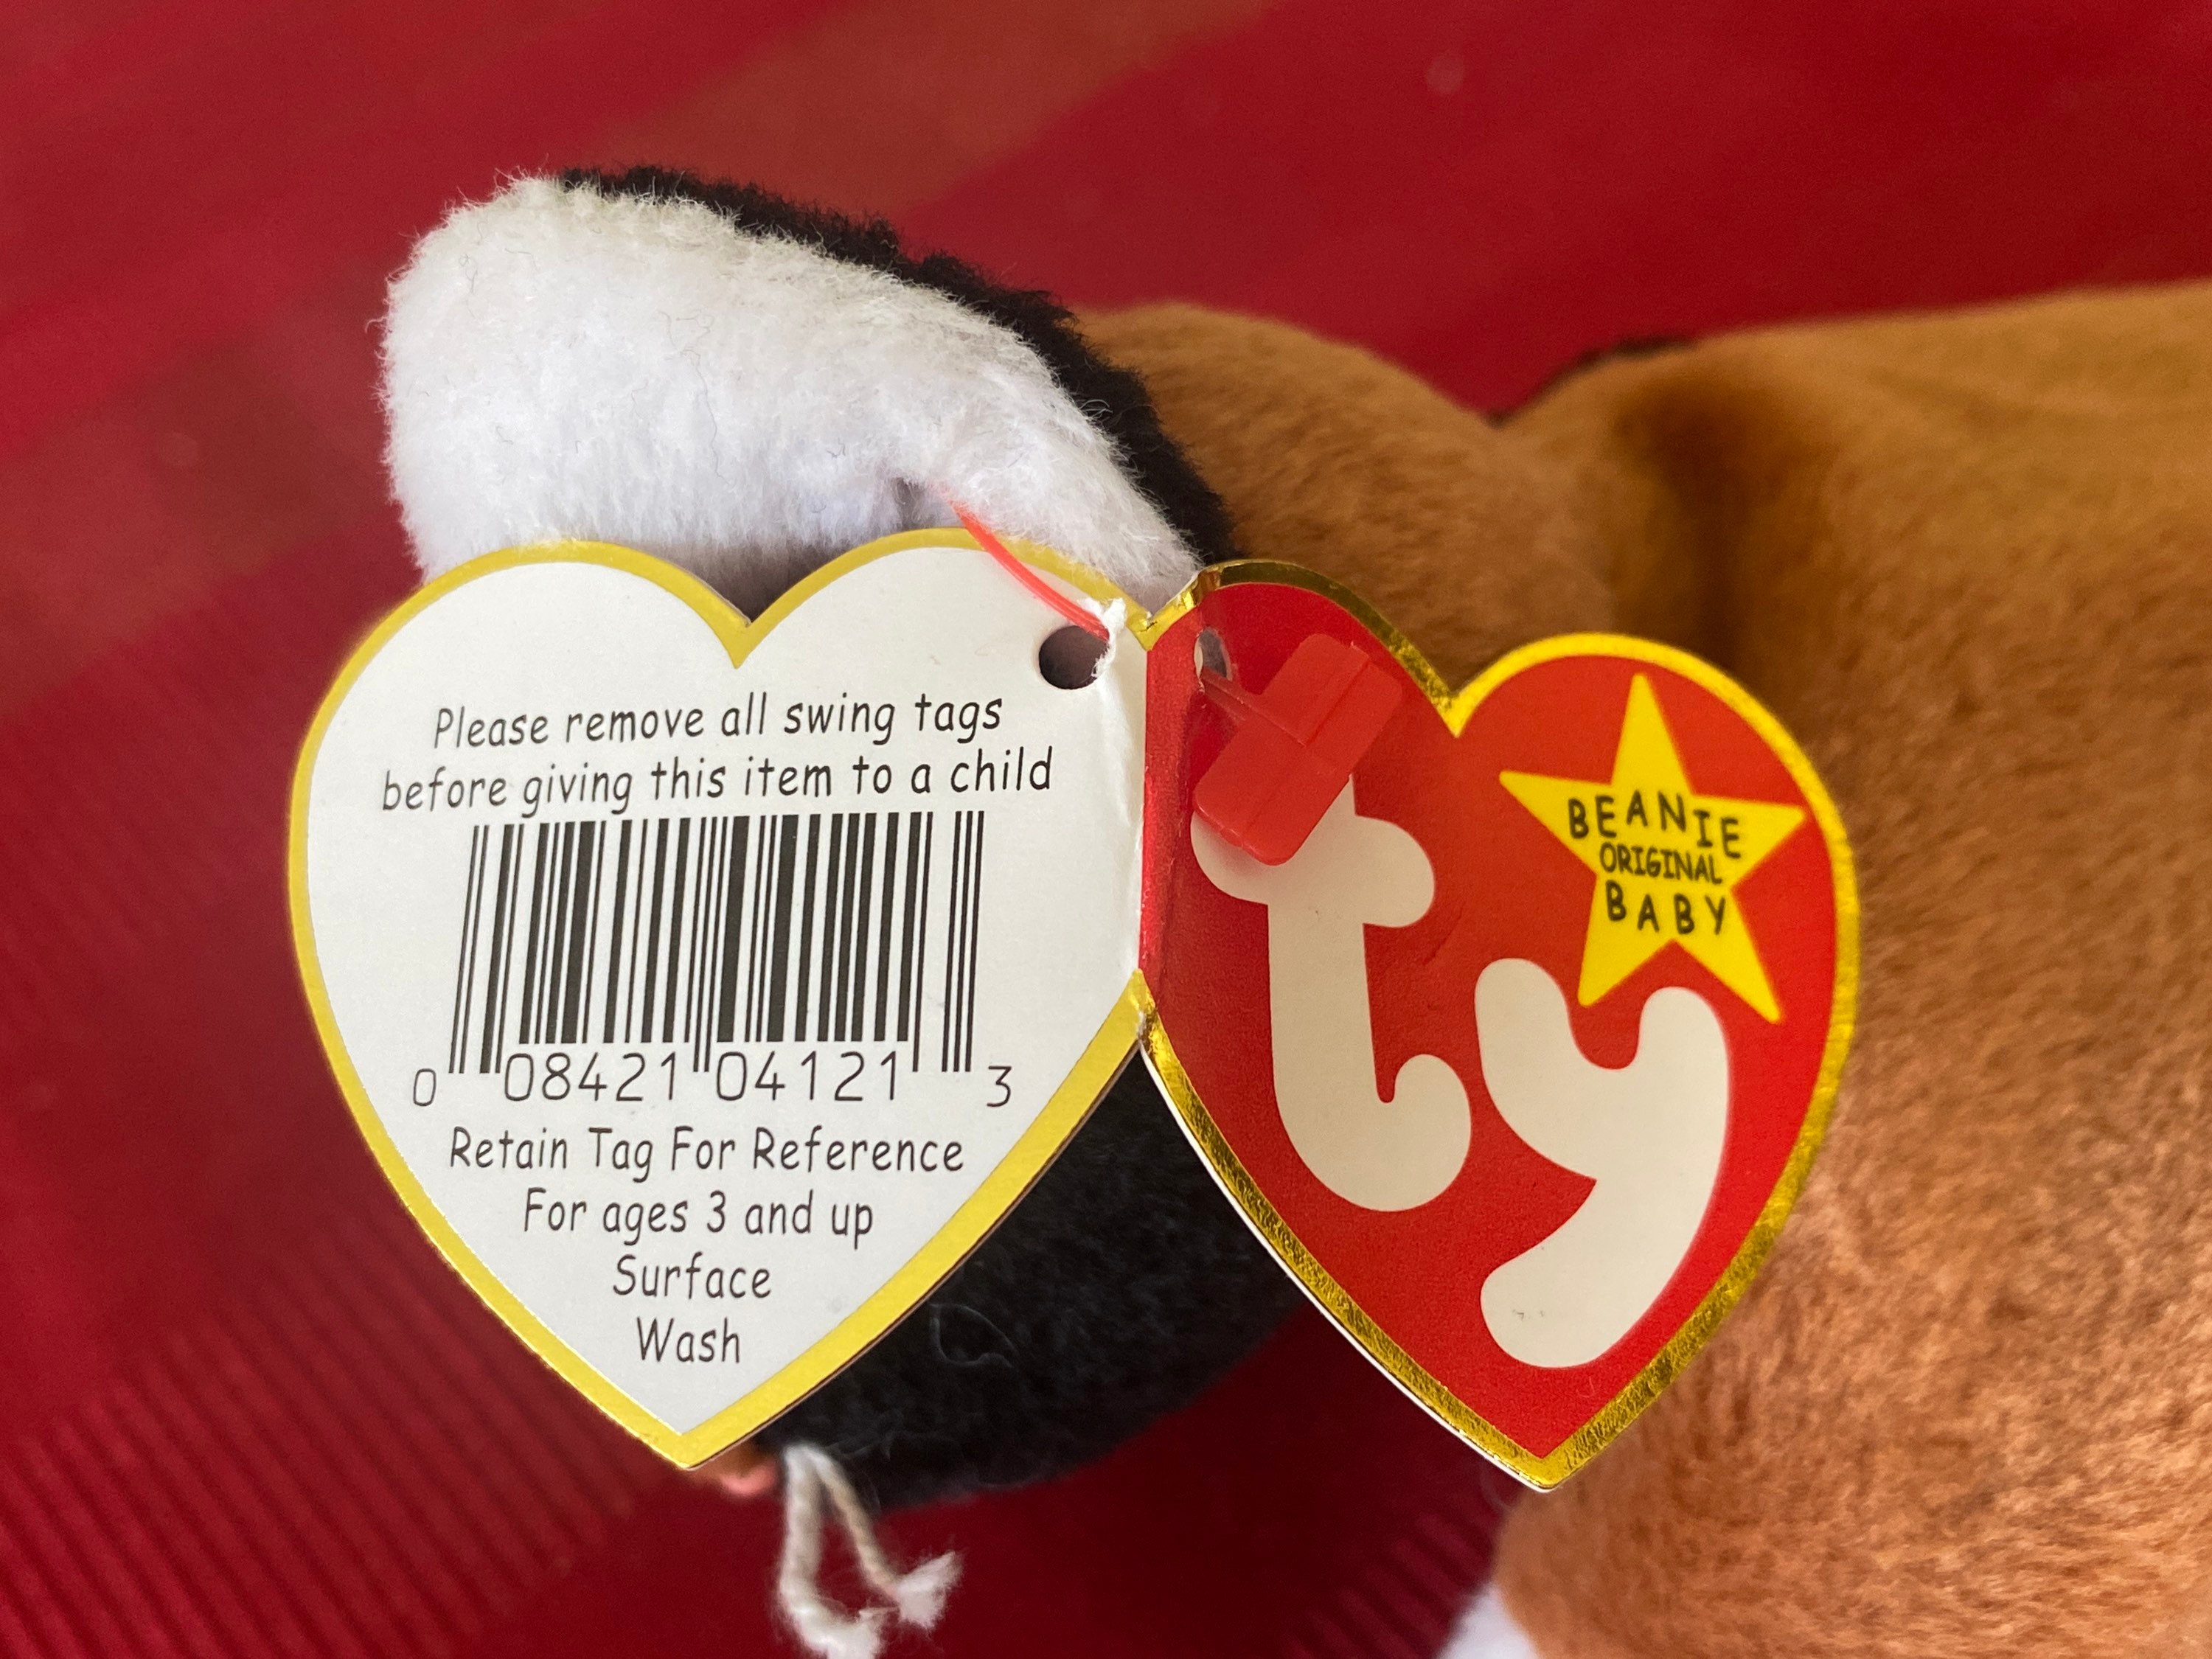 Please remove all swing tags
before giving this item to a child
0 08421 04121 3
Retain Tag For Reference
For ages 3 and up
Surface
Wash
ty
BEANIE
ORIGINAL
BABY